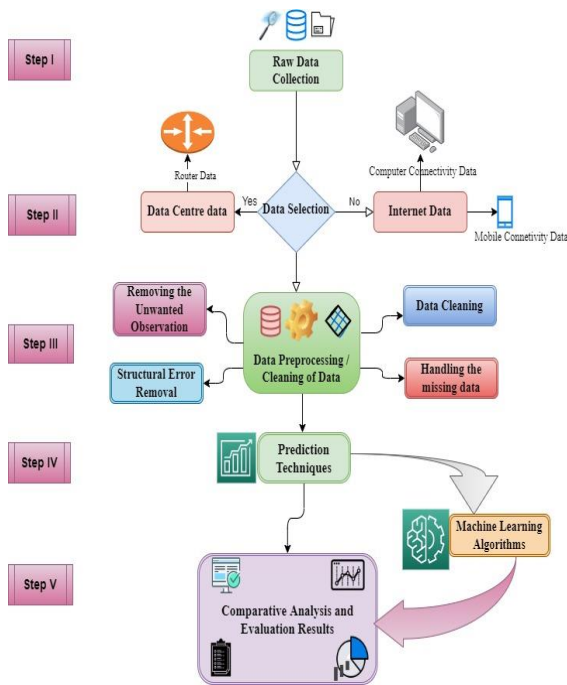 Step I
Raw Data
Collection
Router Data
Computer Connectivity Data
Step II
Data Centre data
Yes
Data Selection
No
Internet Data
Mobile Connetivity Data
Removing the
Unwanted
Observation
Data Cleaning
Step III
Data Preprocessing /
Cleaning of Data
Structural Error
Removal
Handling the
missing data
Step IV
Prediction
Techniques
Machine Learning
Algorithms
Step V
Comparative Analysis and
Evaluation Results